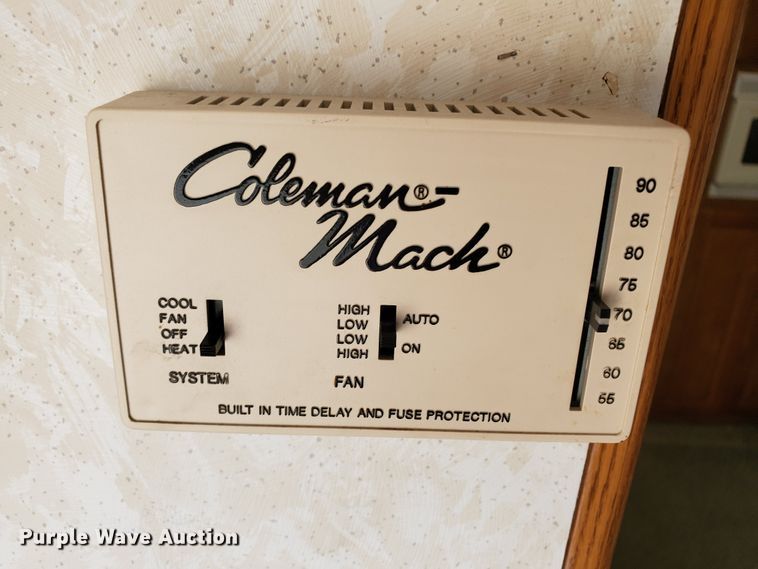 Coleman®-
Mach®
90
85
80
75
70
65
60
55
COOL
FAN
OFF
HEAT
SYSTEM
HIGH
LOW AUTO
LOW
HIGH ON
FAN
BUILT IN TIME DELAY AND FUSE PROTECTION
Purple Wave Auction